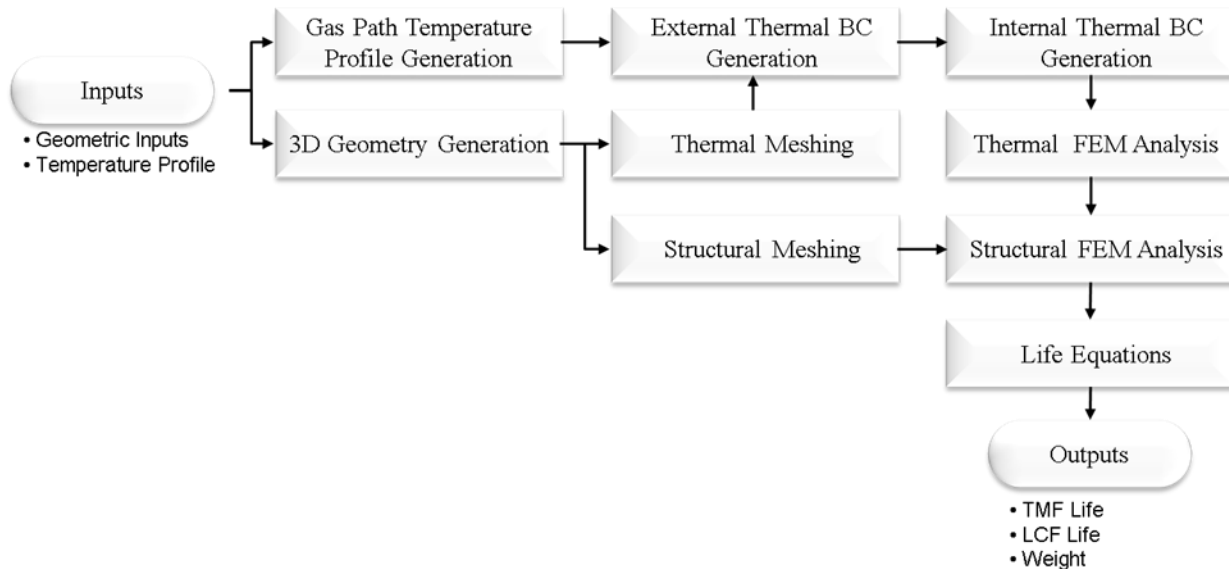 Gas Path Temperature
Profile Generation
External Thermal BC
Generation
Internal Thermal BC
Generation
Inputs
• Geometric Inputs
• Temperature Profile
3D Geometry Generation
Thermal Meshing
Thermal FEM Analysis
Structural Meshing
Structural FEM Analysis
Life Equations
Outputs
• TMF Life
• LCF Life
• Weight